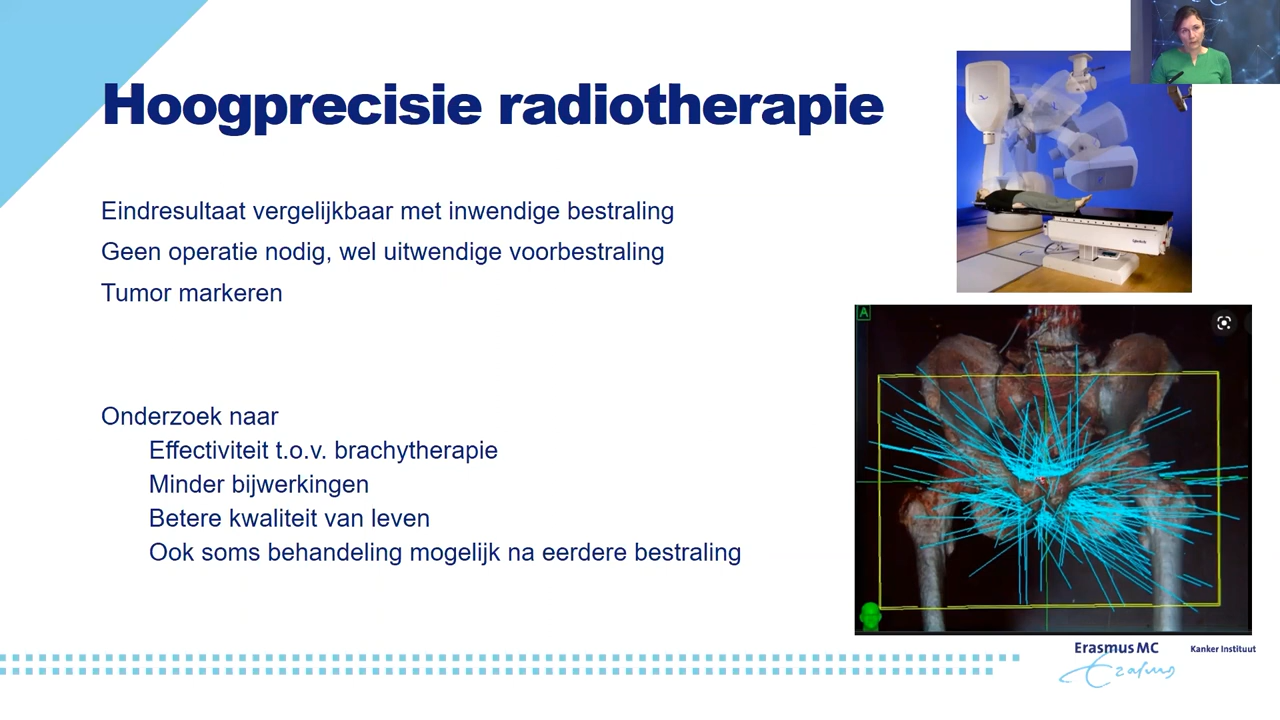 Hoogprecisie radiotherapie
Eindresultaat vergelijkbaar met inwendige bestraling
Geen operatie nodig, wel uitwendige voorbestraling
Tumor markeren
Onderzoek naar
Effectiviteit t.o.v. brachytherapie
Minder bijwerkingen
Betere kwaliteit van leven
Ook soms behandeling mogelijk na eerdere bestraling
A
Erasmus MC
Kanker Instituut
Erasmus